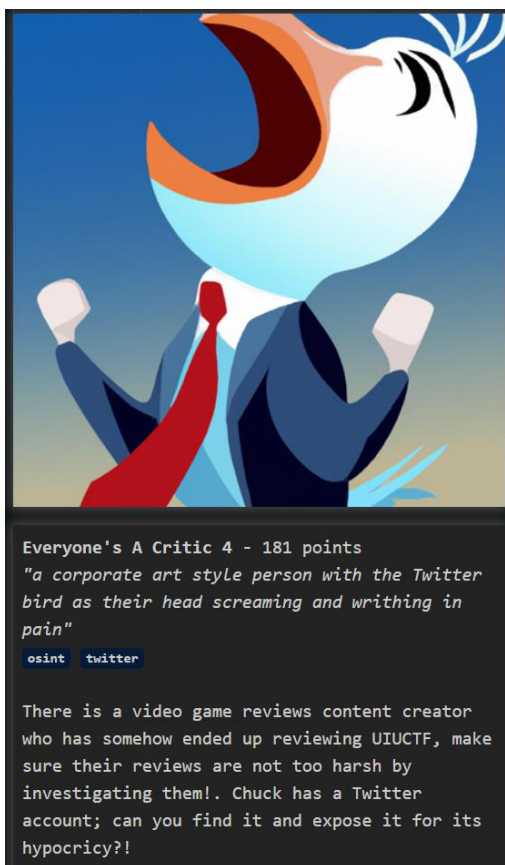 Everyone's A Critic 4 - 181 points
"a corporate art style person with the Twitter
bird as their head screaming and writhing in
pain"
osint twitter
There is a video game reviews content creator
who has somehow ended up reviewing UIUCTF, make
sure their reviews are not too harsh by
investigating them!. Chuck has a Twitter
account; can you find it and expose it for its
hypocricy?!